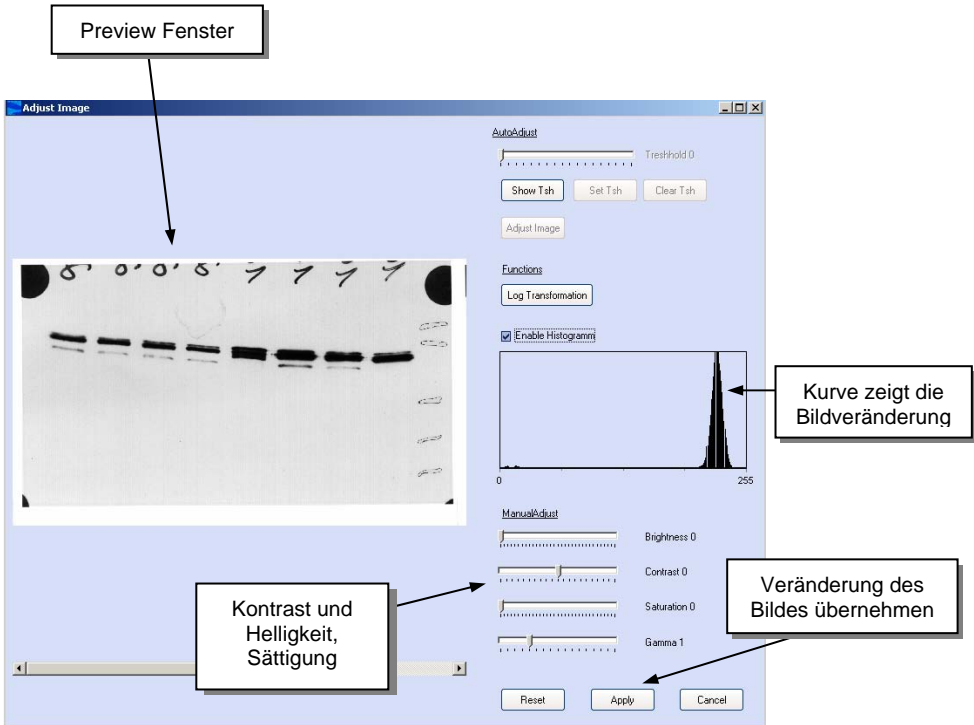 Preview Fenster
Adjust Image
AutoAdjust
Treshhold 0
Show Tsh
Set Tsh
Clear Tsh
Adjust Image
Functions
Log Transformation
Enable Histogramm
0
255
Kurve zeigt die
Bildveränderung
ManualAdjust
Brightness 0
Contrast 0
Saturation 0
Gamma 1
Kontrast und
Helligkeit,
Sättigung
Veränderung des
Bildes übernehmen
Reset
Apply
Cancel